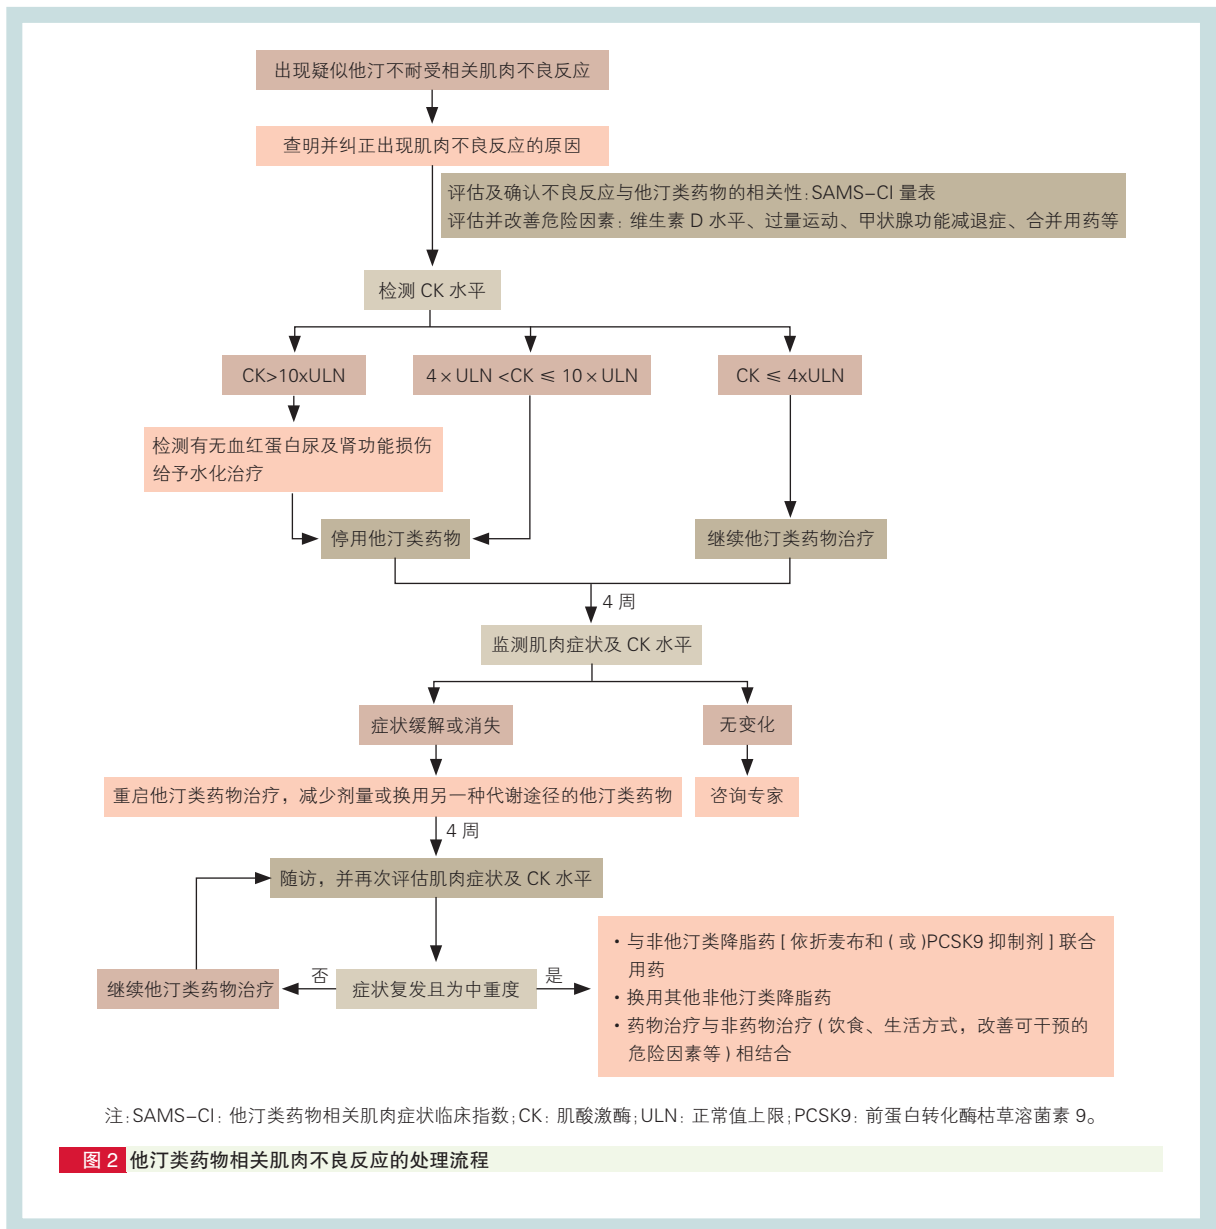 出现疑似他汀不耐受相关肌肉不良反应
查明并纠正出现肌肉不良反应的原因
评估及确认不良反应与他汀类药物的相关性:SAMS-CI 量表
评估并改善危险因素: 维生素 D 水平、过量运动、甲状腺功能减退症、合并用药等
检测 CK 水平
CK>10xULN
4 × ULN <CK ≤ 10 × ULN
CK ≤ 4xULN
检测有无血红蛋白尿及肾功能损伤
给予水化治疗
停用他汀类药物
继续他汀类药物治疗
4 周
监测肌肉症状及 CK 水平
症状缓解或消失
无变化
重启他汀类药物治疗，减少剂量或换用另一种代谢途径的他汀类药物
咨询专家
4 周
随访，并再次评估肌肉症状及 CK 水平
继续他汀类药物治疗
否
症状复发且为中重度
是
·与非他汀类降脂药 [ 依折麦布和 ( 或 )PCSK9 抑制剂 ] 联合
用药
·换用其他非他汀类降脂药
·药物治疗与非药物治疗 ( 饮食、生活方式，改善可干预的
危险因素等 ) 相结合
注:SAMS-CI: 他汀类药物相关肌肉症状临床指数;CK: 肌酸激酶;ULN: 正常值上限;PCSK9: 前蛋白转化酶枯草溶菌素 9。
图 2 他汀类药物相关肌肉不良反应的处理流程